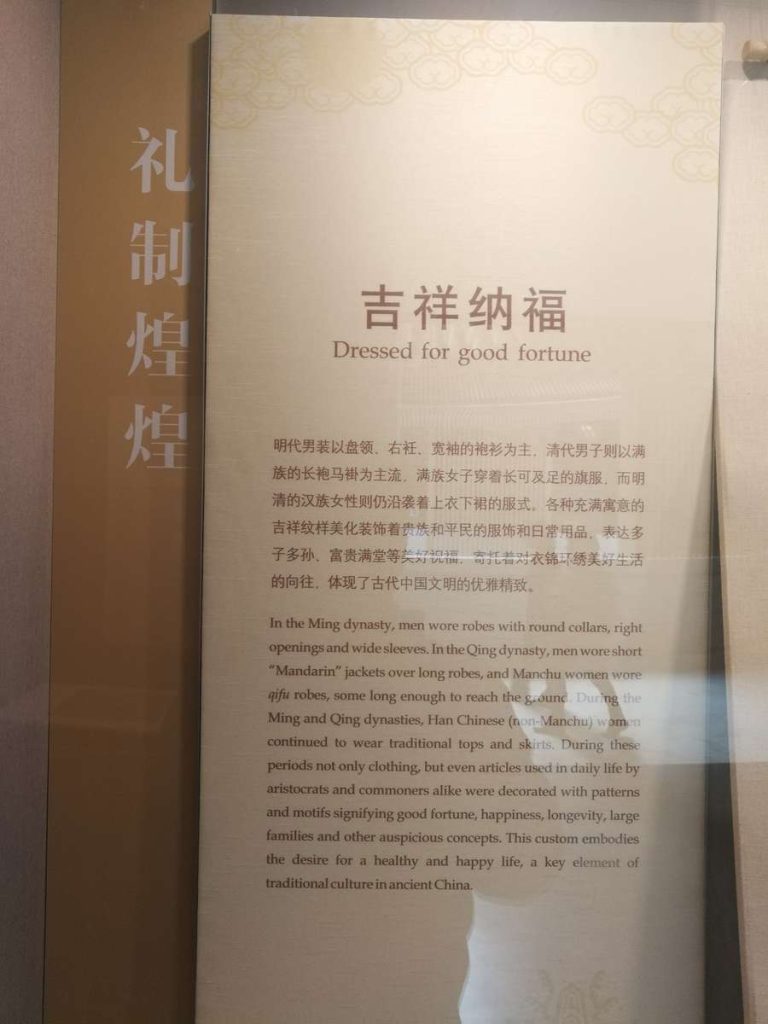 礼制煌煌
吉祥纳福
Dressed for good fortune
明代男装以盘领、右衽、宽袖的袍衫为主，清代男子则以满
族的长袍马褂为主流，满族女子穿着长可及足的旗服，而明
清的汉族女性则仍沿袭着上衣下裙的服式。各种充满寓意的
吉祥纹样美化装饰着贵族和平民的服饰和日常用品，表达多
子多孙、富贵满堂等美好祝福，寄托着对衣锦环绣美好生活
的向往，体现了古代中国文明的优雅精致。
In the Ming dynasty, men wore robes with round collars, right
openings and wide sleeves. In the Qing dynasty, men wore short
“Mandarin” jackets over long robes, and Manchu women wore
qifu robes, some long enough to reach the ground. During the
Ming and Qing dynasties, Han Chinese (non-Manchu) women
continued to wear traditional tops and skirts. During these
periods not only clothing, but even articles used in daily life by
aristocrats and commoners alike were decorated with patterns
and motifs signifying good fortune, happiness, longevity, large
families and other auspicious concepts. This custom embodies
the desire for a healthy and happy life, a key element of
traditional culture in ancient China.